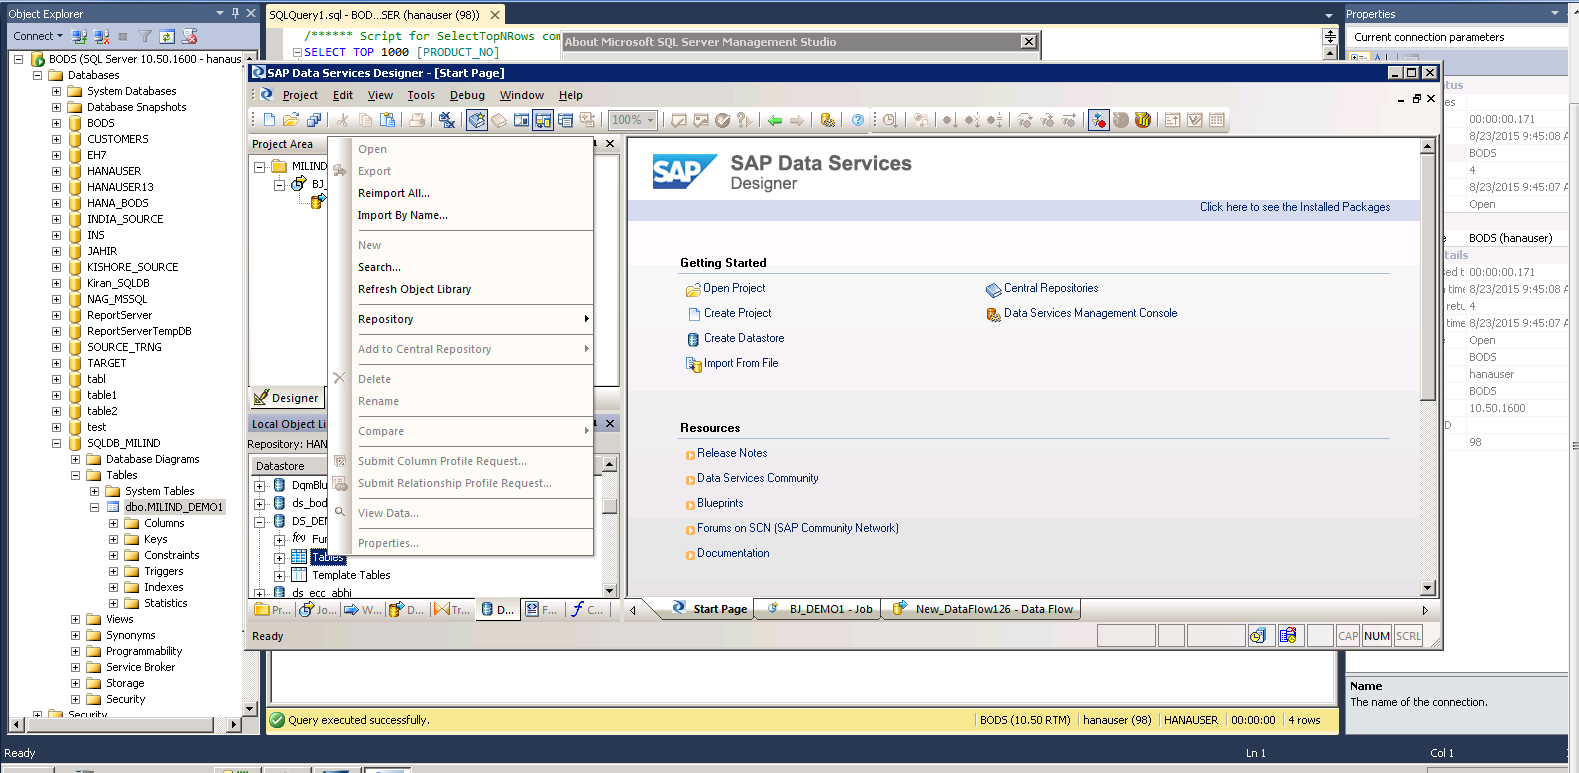 Object Explorer
Connect
BODS (SQL Server 10.50.1600 - hanaus
Databases
System Databases
Database Snapshots
BODS
CUSTOMERS
EH7
HANAUSER
HANAUSER13
HANA_BODS
INDIA_SOURCE
INS
JAHIR
KISHORE_SOURCE
Kiran_SQLDB
NAG_MSSQL
ReportServer
ReportServerTempDB
SOURCE_TRNG
TARGET
tabl
table1
table2
test
SQLDB_MILIND
Database Diagrams
Tables
System Tables
dbo.MILIND_DEMO1
Columns
Keys
Constraints
Triggers
Indexes
Statistics
Views
Synonyms
Programmability
Service Broker
Storage
Security
Security
SQLQuery1.sql - BOD...SER (hanauser (98))
/****** Script for SelectTopNRows com
SELECT TOP 1000 [PRODUCT_NO]
About Microsoft SQL Server Management Studio
SAP Data Services Designer - [Start Page]
Project Edit View Tools Debug Window Help
100%
Project Area
MILIND
BJ_
Designer
Open
Export
Reimport All...
Import By Name...
New
Search...
Refresh Object Library
Repository
Add to Central Repository
Delete
Rename
Compare
Submit Column Profile Request...
Submit Relationship Profile Request...
View Data...
Properties...
Local Object Li
Repository: HAN
Datastore
DqmBlu
ds_bod
DS_DEM
f(x) Fun
Tables
Template Tables
ds_ecc_abhi
Pr... Jo... W... D... Tr... D... F... C...
SAP
SAP Data Services
Designer
Click here to see the Installed Packages
Getting Started
Open Project
Create Project
Create Datastore
Import From File
Central Repositories
Data Services Management Console
Resources
Release Notes
Data Services Community
Blueprints
Forums on SCN (SAP Community Network)
Documentation
Start Page BJ_DEMO1 - Job New_DataFlow126 - Data Flow
Ready
CAP NUM SCRL
Query executed successfully.
BODS (10.50 RTM) hanauser (98) HANAUSER 00:00:00 4 rows
Properties
Current connection parameters
atus
es
00:00:00.171
8/23/2015 9:45:08 A
BODS
4
8/23/2015 9:45:07 A
Open
e BODS (hanauser)
tails
sed t 00:00:00.171
time 8/23/2015 9:45:08 A
retu 4
time 8/23/2015 9:45:07 A
Open
BODS
hanauser
BODS
10.50.1600
D
98
Name
The name of the connection.
Ready
Ln 1
Col 1